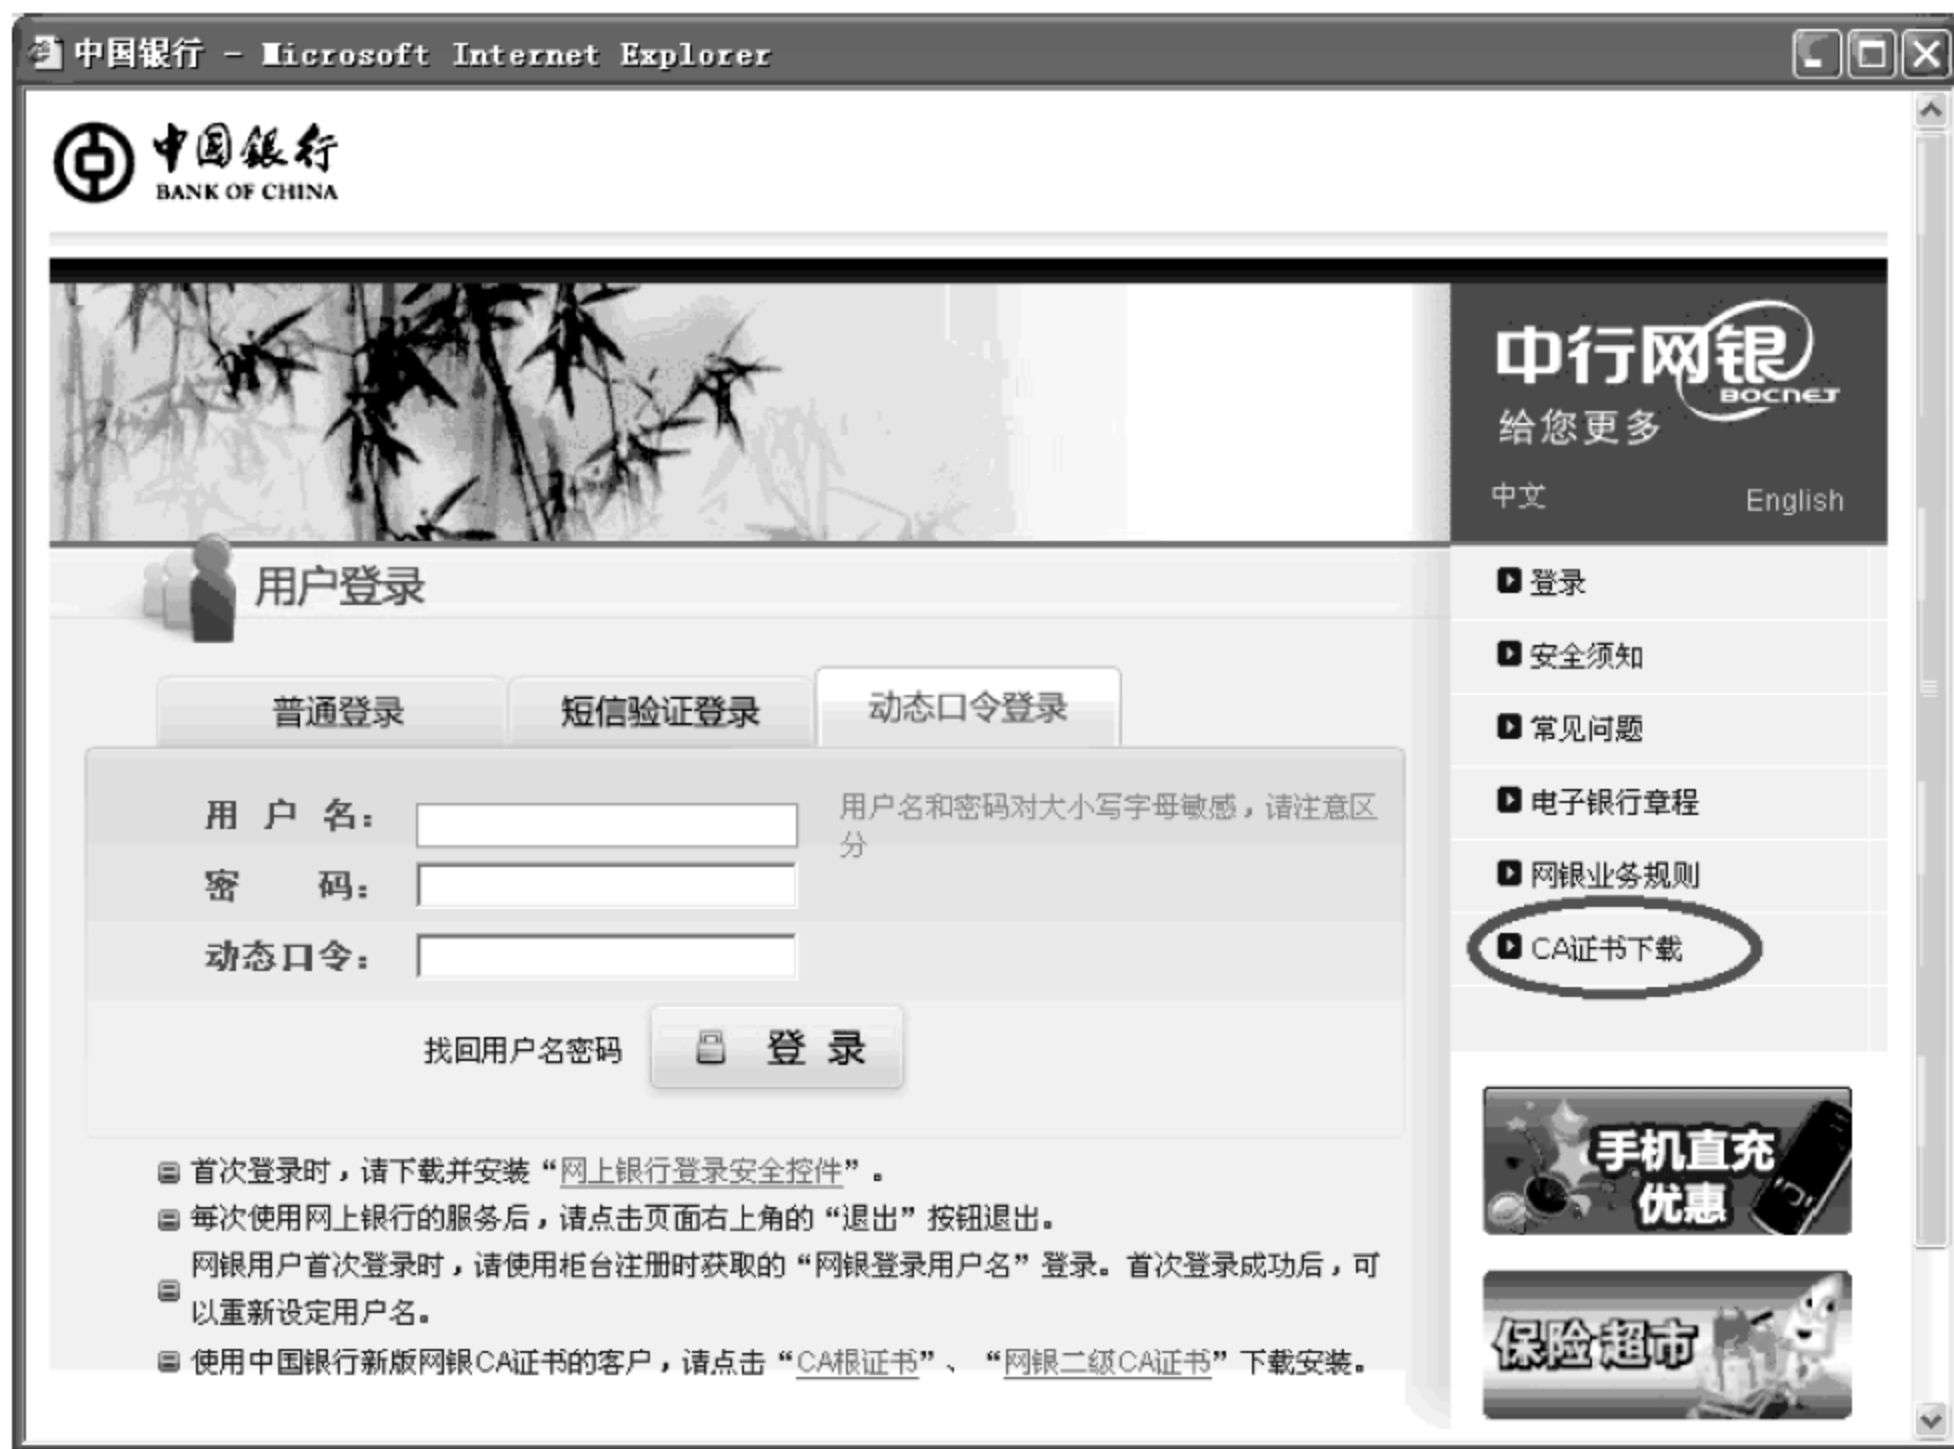 中国银行 - Microsoft Internet Explorer
中国銀行
BANK OF CHINA
中行网银
BOCNET
给您更多
中文 English
用户登录
普通登录 短信验证登录 动态口令登录
用 户 名：
用户名和密码对大小写字母敏感，请注意区
分
密 码：
动态口令：
找回用户名密码 登 录
首次登录时，请下载并安装“网上银行登录安全控件”。
每次使用网上银行的服务后，请点击页面右上角的“退出”按钮退出。
网银用户首次登录时，请使用柜台注册时获取的“网银登录用户名”登录。首次登录成功后，可
以重新设定用户名。
使用中国银行新版网银CA证书的客户，请点击“CA根证书”、“网银二级CA证书”下载安装。
登录
安全须知
常见问题
电子银行章程
网银业务规则
CA证书下载
手机直充
优惠
保险超市